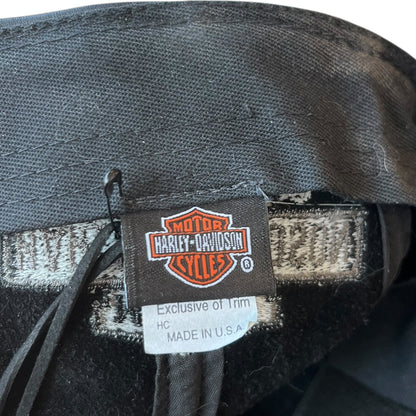 MOTOR
HARLEY-DAVIDSON
CYCLES
®
Exclusive of Trim
HC
MADE IN U.S.A.